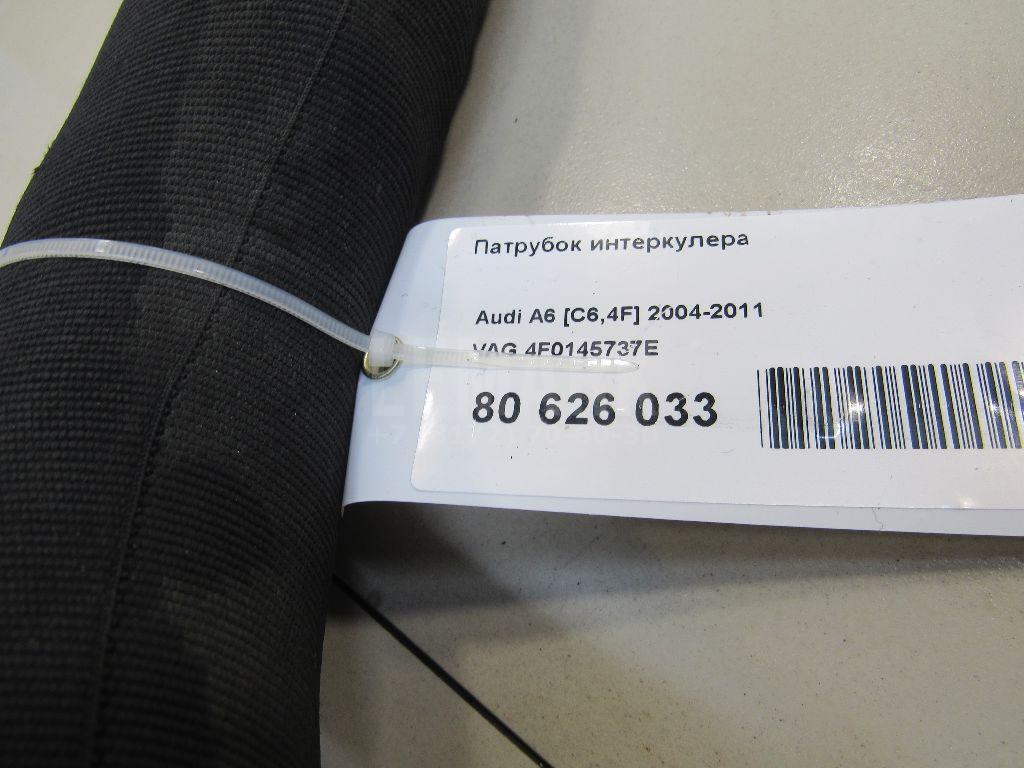 Патрубок интеркулера
Audi A6 [C6,4F] 2004-2011
VAG 4F0145737E
80 626 033